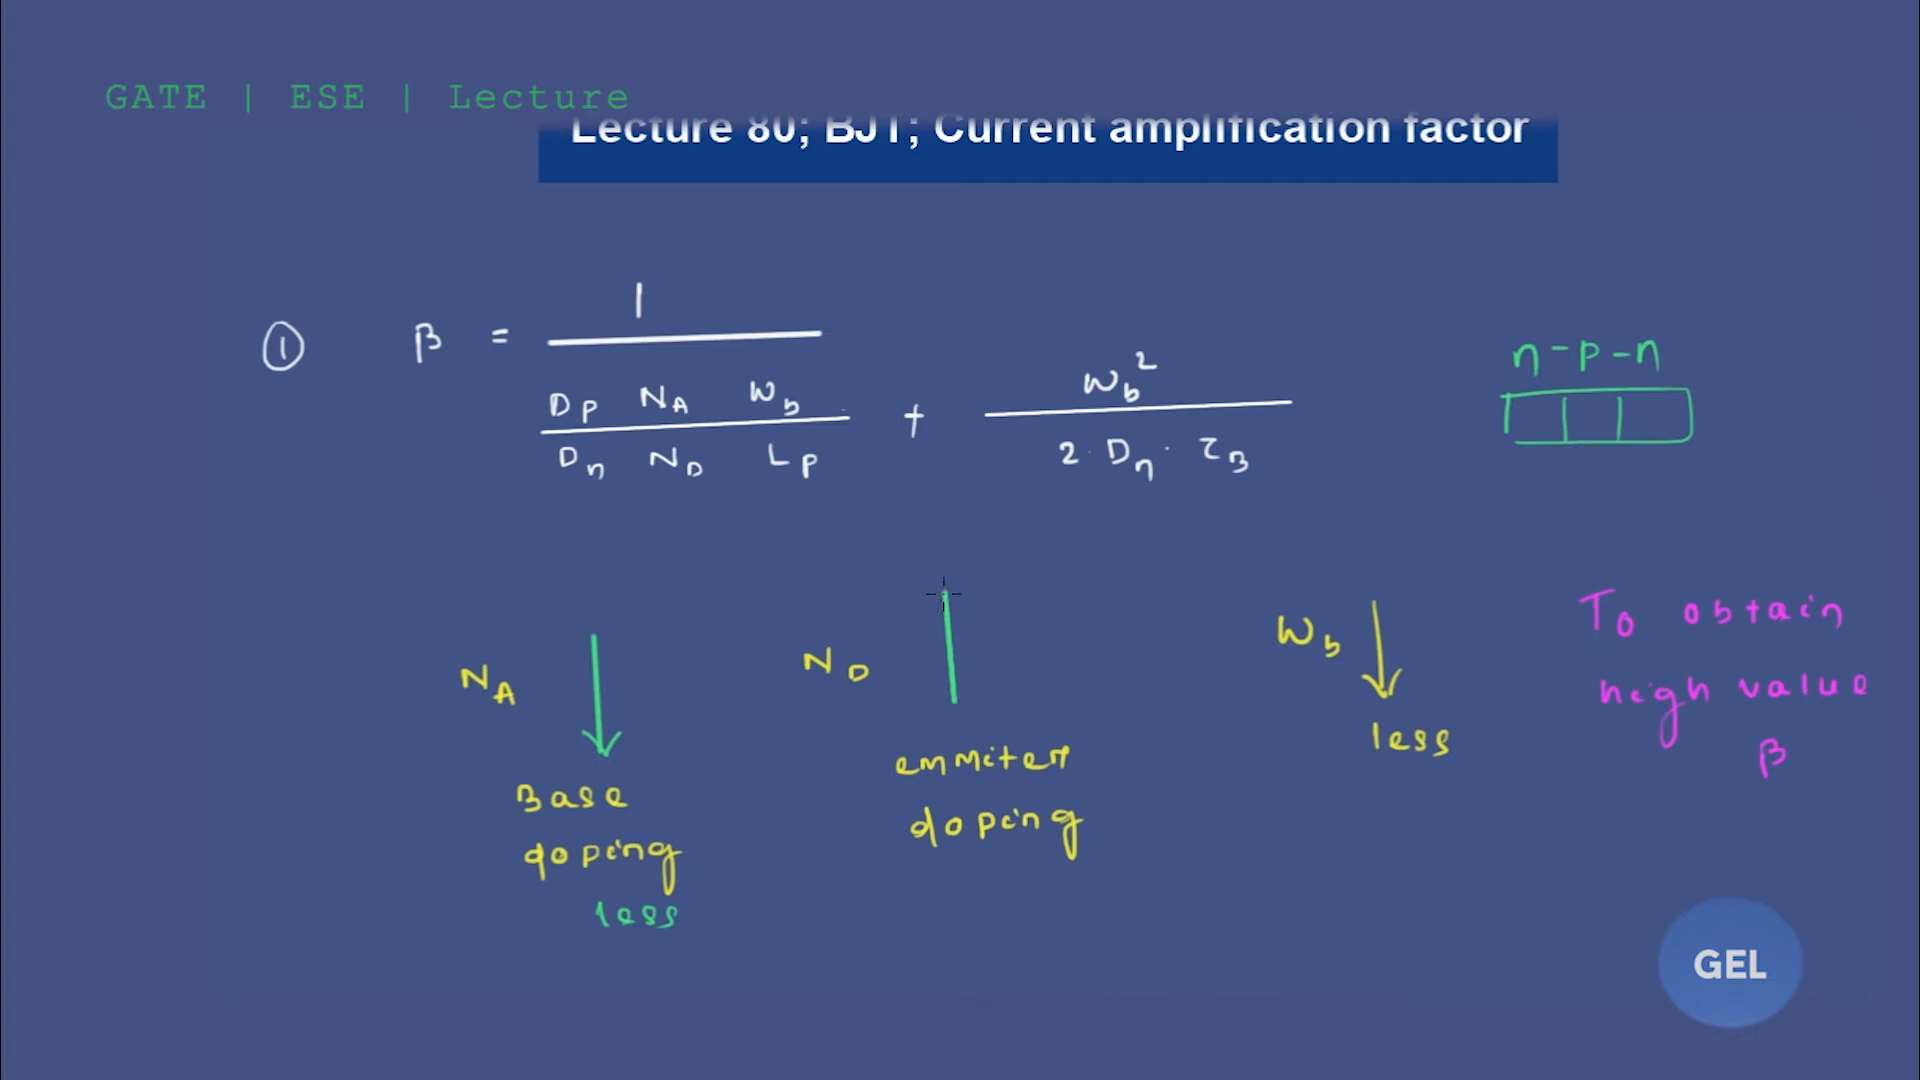 GATE | ESE | Lecture
Lecture 80; BJT; Current amplification factor
① β = 1
Dp NA Wb
Dn ND Lp
+
Wb²
2 · Dn · τB
n-p-n
NA
Base
doping
less
ND
emmiter
doping
Wb
less
To obtain
high value
β
GEL